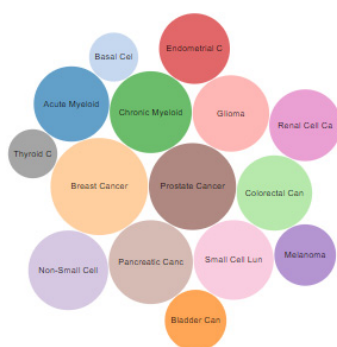 Endometrial C
Basal Cel
Acute Myeloid
Chronic Myeloid
Glioma
Renal Cell Ca
Thyroid C
Breast Cancer
Prostate Cancer
Colorectal Can
Non-Small Cell
Pancreatic Canc
Small Cell Lun
Melanoma
Bladder Can